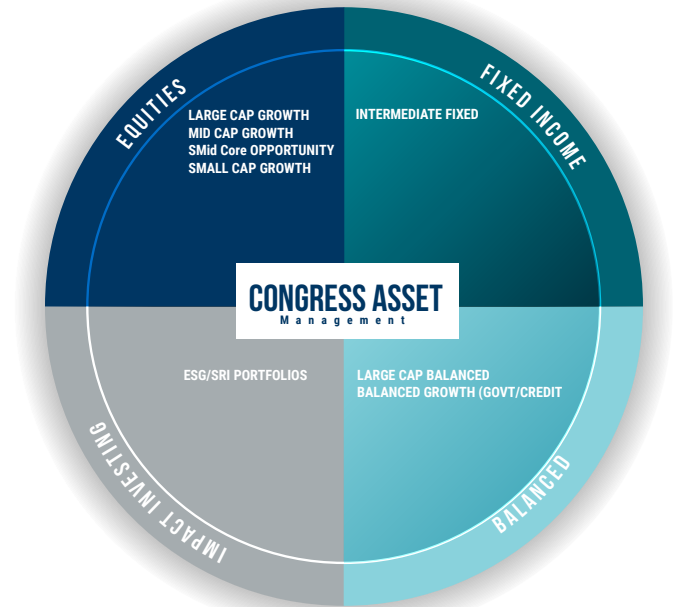 EQUITIES
LARGE CAP GROWTH
MID CAP GROWTH
SMid Core OPPORTUNITY
SMALL CAP GROWTH
FIXED INCOME
INTERMEDIATE FIXED
CONGRESS ASSET
Management
IMPACT INVESTING
ESG/SRI PORTFOLIOS
LARGE CAP BALANCED
BALANCED GROWTH (GOVT/CREDIT
BALANCED